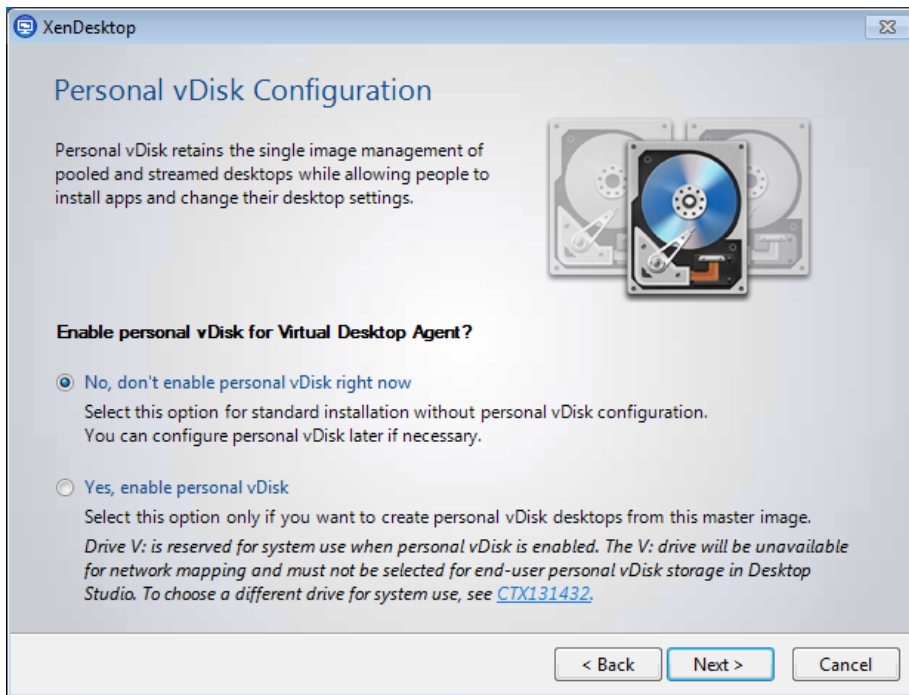 XenDesktop
Personal vDisk Configuration
Personal vDisk retains the single image management of
pooled and streamed desktops while allowing people to
install apps and change their desktop settings.
Enable personal vDisk for Virtual Desktop Agent?
No, don't enable personal vDisk right now
Select this option for standard installation without personal vDisk configuration.
You can configure personal vDisk later if necessary.
Yes, enable personal vDisk
Select this option only if you want to create personal vDisk desktops from this master image.
Drive V: is reserved for system use when personal vDisk is enabled. The V: drive will be unavailable
for network mapping and must not be selected for end-user personal vDisk storage in Desktop
Studio. To choose a different drive for system use, see CTX131432.
< Back Next > Cancel